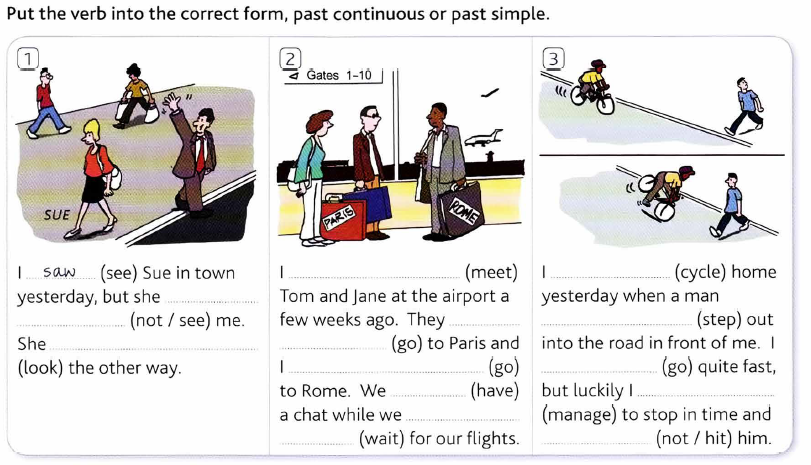 Put the verb into the correct form, past continuous or past simple.
1
SUE
I saw (see) Sue in town
yesterday, but she ....................
.................... (not / see) me.
She ....................
(look) the other way.
2
Gates 1–10
PARIS
ROME
I .................... (meet)
Tom and Jane at the airport a
few weeks ago. They ....................
.................... (go) to Paris and
I .................... (go)
to Rome. We .................... (have)
a chat while we ....................
.................... (wait) for our flights.
3
I .................... (cycle) home
yesterday when a man
.................... (step) out
into the road in front of me. I
.................... (go) quite fast,
but luckily I ....................
(manage) to stop in time and
.................... (not / hit) him.